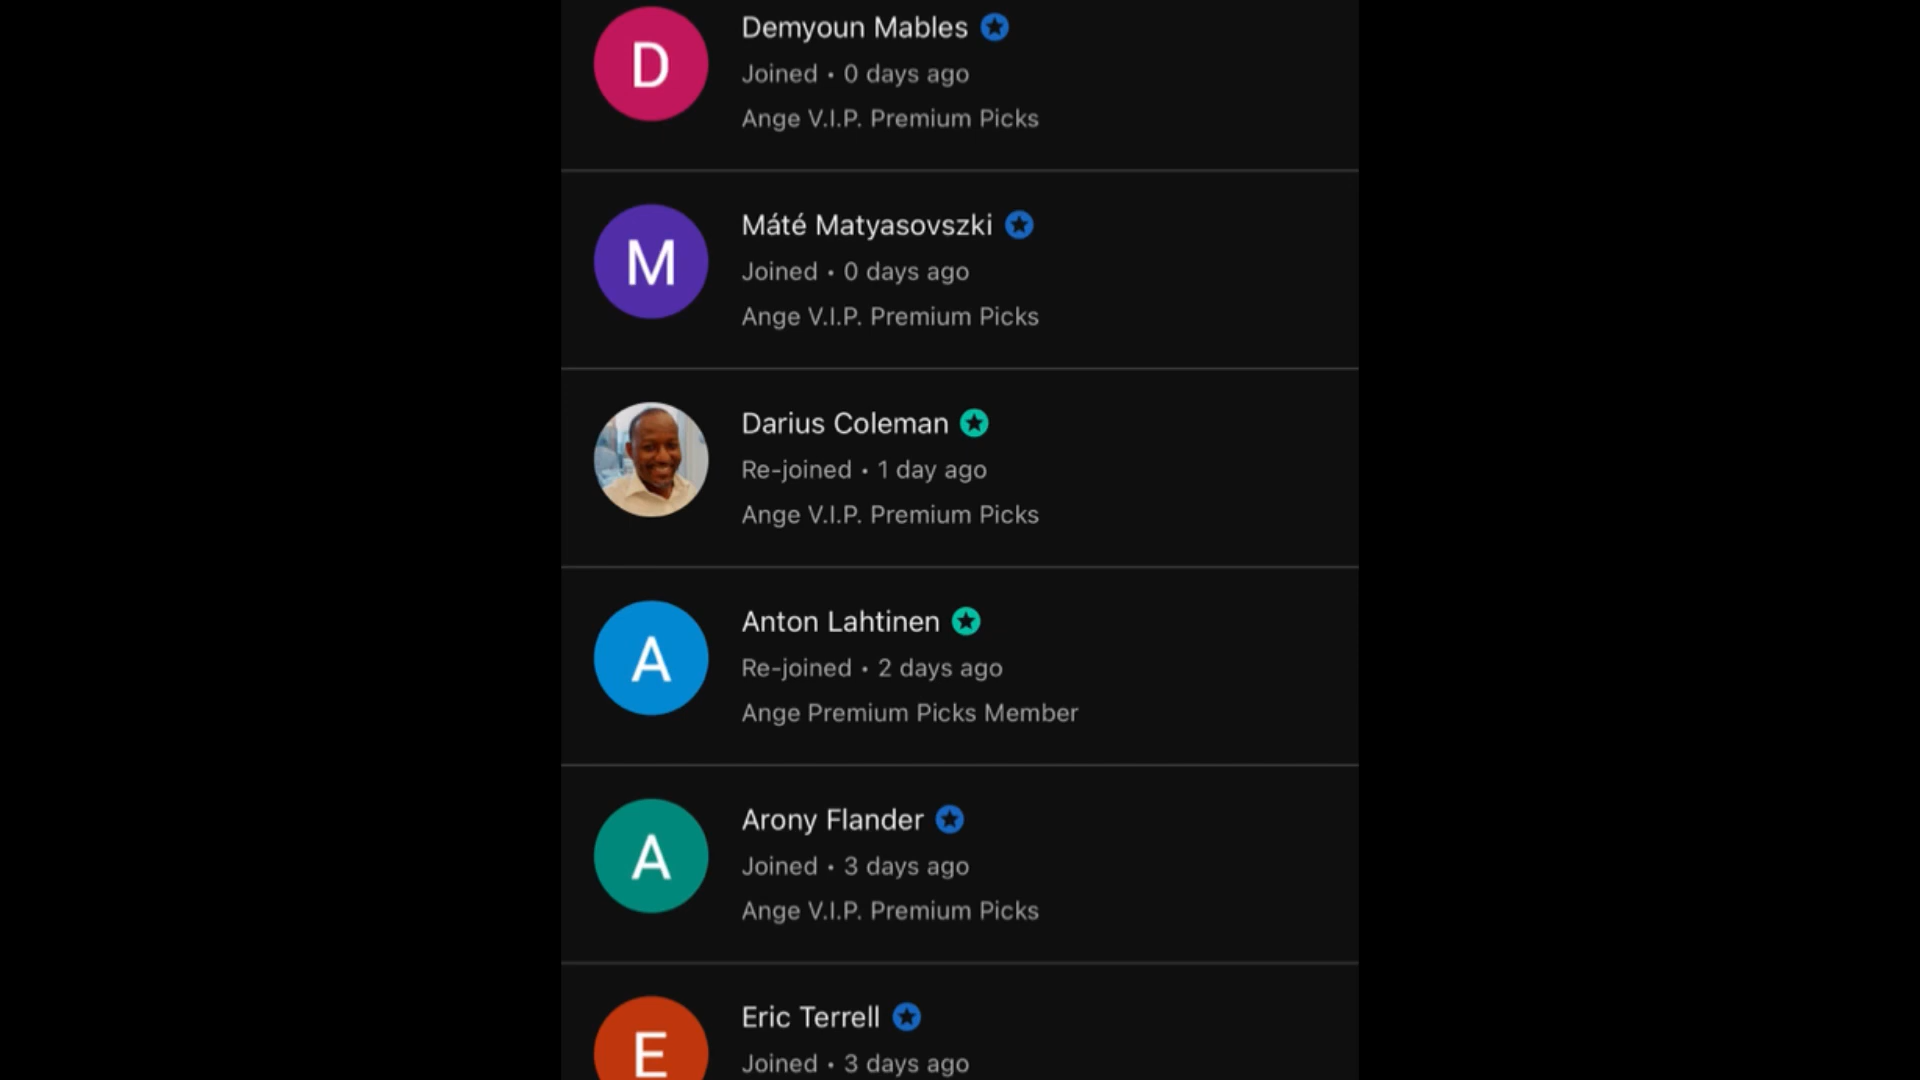 D
Demyoun Mables
Joined • 0 days ago
Ange V.I.P. Premium Picks
M
Máté Matyasovszki
Joined • 0 days ago
Ange V.I.P. Premium Picks
Darius Coleman
Re-joined • 1 day ago
Ange V.I.P. Premium Picks
A
Anton Lahtinen
Re-joined • 2 days ago
Ange Premium Picks Member
A
Arony Flander
Joined • 3 days ago
Ange V.I.P. Premium Picks
E
Eric Terrell
Joined • 3 days ago